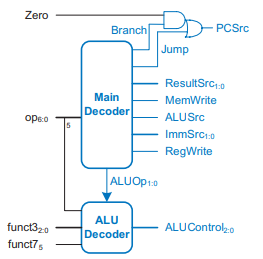 Zero
Branch
PCSrc
Jump
Main
Decoder
ResultSrc1:0
MemWrite
ALUSrc
ImmSrc1:0
RegWrite
op6:0
5
ALUOp1:0
ALU
Decoder
funct32:0
funct75
ALUControl2:0